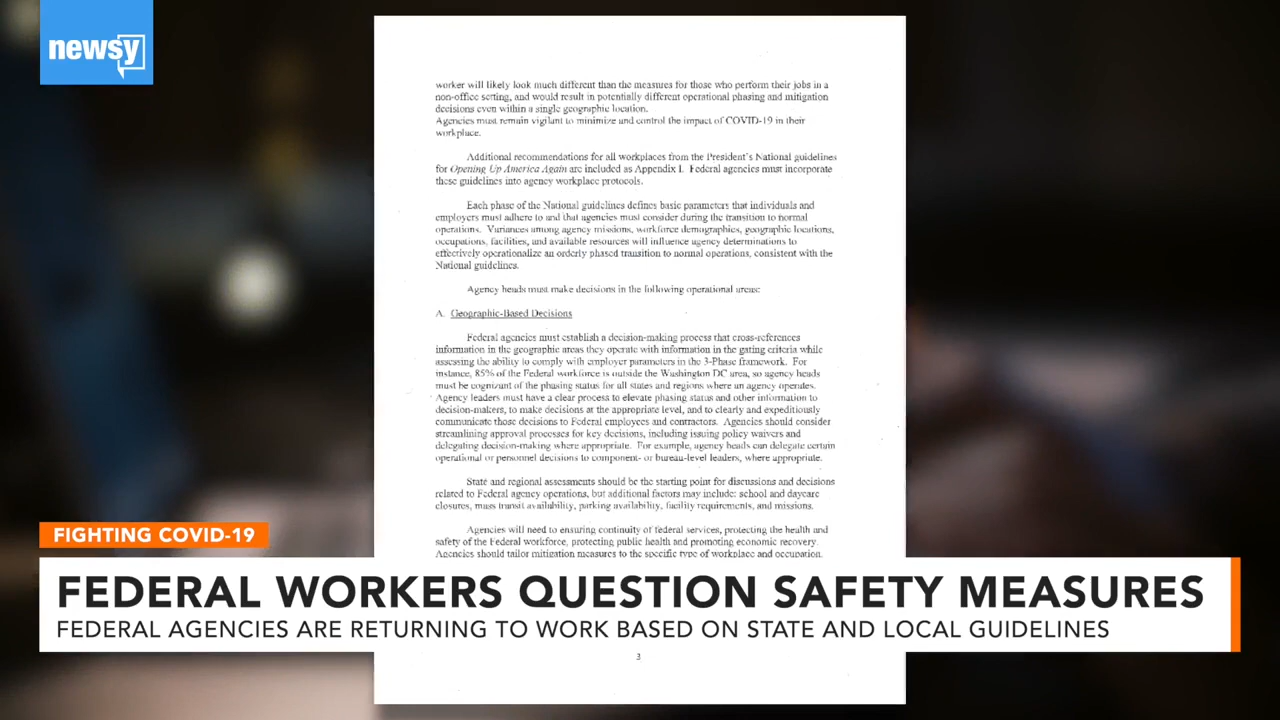 newsy
worker will likely look much different than the measures for those who perform their jobs in a
non-office setting, and would result in potentially different operational phasing and mitigation
decisions even within a single geographic location.
Agencies must remain vigilant to minimize and control the impact of COVID-19 in their
workplace.
Additional recommendations for all workplaces from the President's National guidelines
for Opening Up America Again are included as Appendix I. Federal agencies must incorporate
these guidelines into agency workplace protocols.
Each phase of the National guidelines defines basic parameters that individuals and
employers must adhere to and that agencies must consider during the transition to normal
operations. Variances among agency missions, workforce demographics, geographic locations,
occupations, facilities, and available resources will influence agency determinations to
effectively operationalize an orderly phased transition to normal operations, consistent with the
National guidelines.
Agency heads must make decisions in the following operational areas:
A. Geographic-Based Decisions
Federal agencies must establish a decision-making process that cross-references
information in the geographic areas they operate with information in the gating criteria while
assessing the ability to comply with employer parameters in the 3-Phase framework. For
instance, 85% of the Federal workforce is outside the Washington DC area, so agency heads
must be cognizant of the phasing status for all states and regions where an agency operates.
Agency leaders must have a clear process to elevate phasing status and other information to
decision-makers, to make decisions at the appropriate level, and to clearly and expeditiously
communicate those decisions to Federal employees and contractors. Agencies should consider
streamlining approval processes for key decisions, including issuing policy waivers and
delegating decision-making where appropriate. For example, agency heads can delegate certain
operational or personnel decisions to component- or bureau-level leaders, where appropriate.
State and regional assessments should be the starting point for discussions and decisions
related to Federal agency operations, but additional factors may include: school and daycare
closures, mass transit availability, parking availability, facility requirements, and missions.
Agencies will need to ensuring continuity of federal services, protecting the health and
safety of the Federal workforce, protecting public health and promoting economic recovery.
Agencies should tailor mitigation measures to the specific type of workplace and occupation.
FIGHTING COVID-19
FEDERAL WORKERS QUESTION SAFETY MEASURES
FEDERAL AGENCIES ARE RETURNING TO WORK BASED ON STATE AND LOCAL GUIDELINES
3